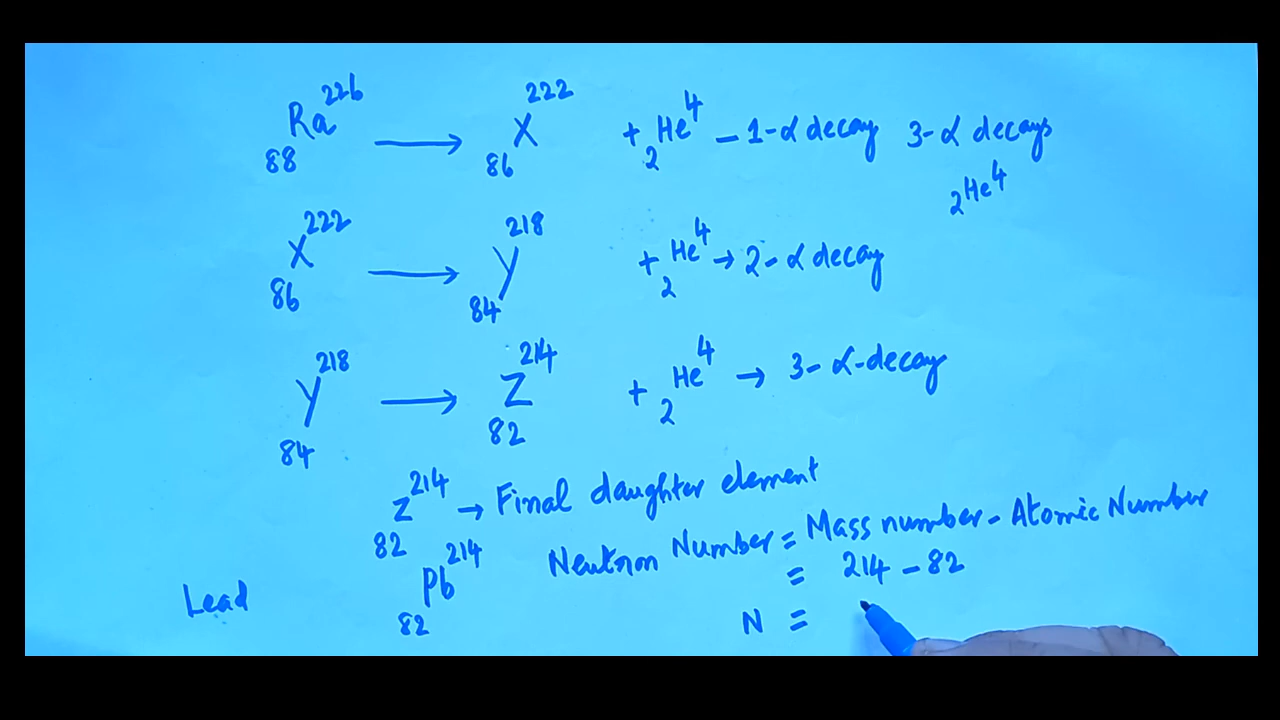 ₈₈Ra²²⁶ → ₈₆X²²² + ₂He⁴ – 1-α decay 3-α decays
₂He⁴
₈₆X²²² → ₈₄Y²¹⁸ + ₂He⁴ → 2-α decay
₈₄Y²¹⁸ → ₈₂Z²¹⁴ + ₂He⁴ → 3-α-decay
₈₂Z²¹⁴ → Final daughter element
Neutron Number = Mass number - Atomic Number
Lead ₈₂Pb²¹⁴ = 214 - 82
N =